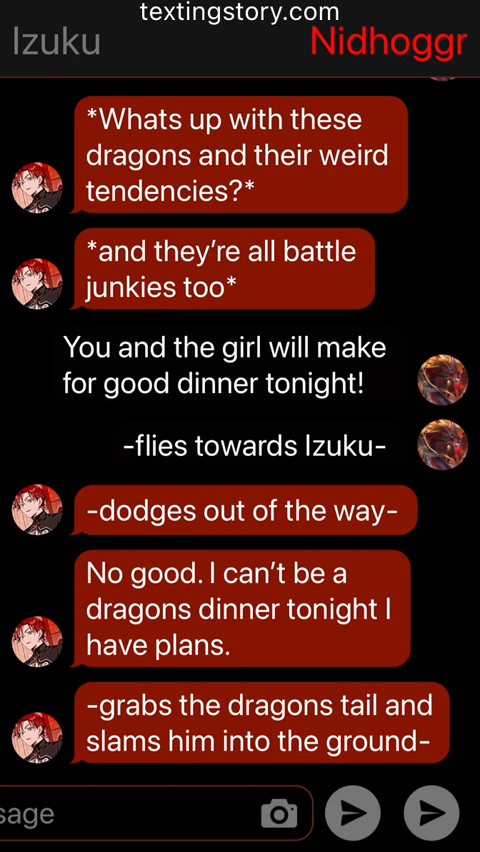 textingstory.com
Izuku
Nidhoggr
*Whats up with these
dragons and their weird
tendencies?*
*and they’re all battle
junkies too*
You and the girl will make
for good dinner tonight!
-flies towards Izuku-
-dodges out of the way-
No good. I can’t be a
dragons dinner tonight I
have plans.
-grabs the dragons tail and
slams him into the ground-
sage